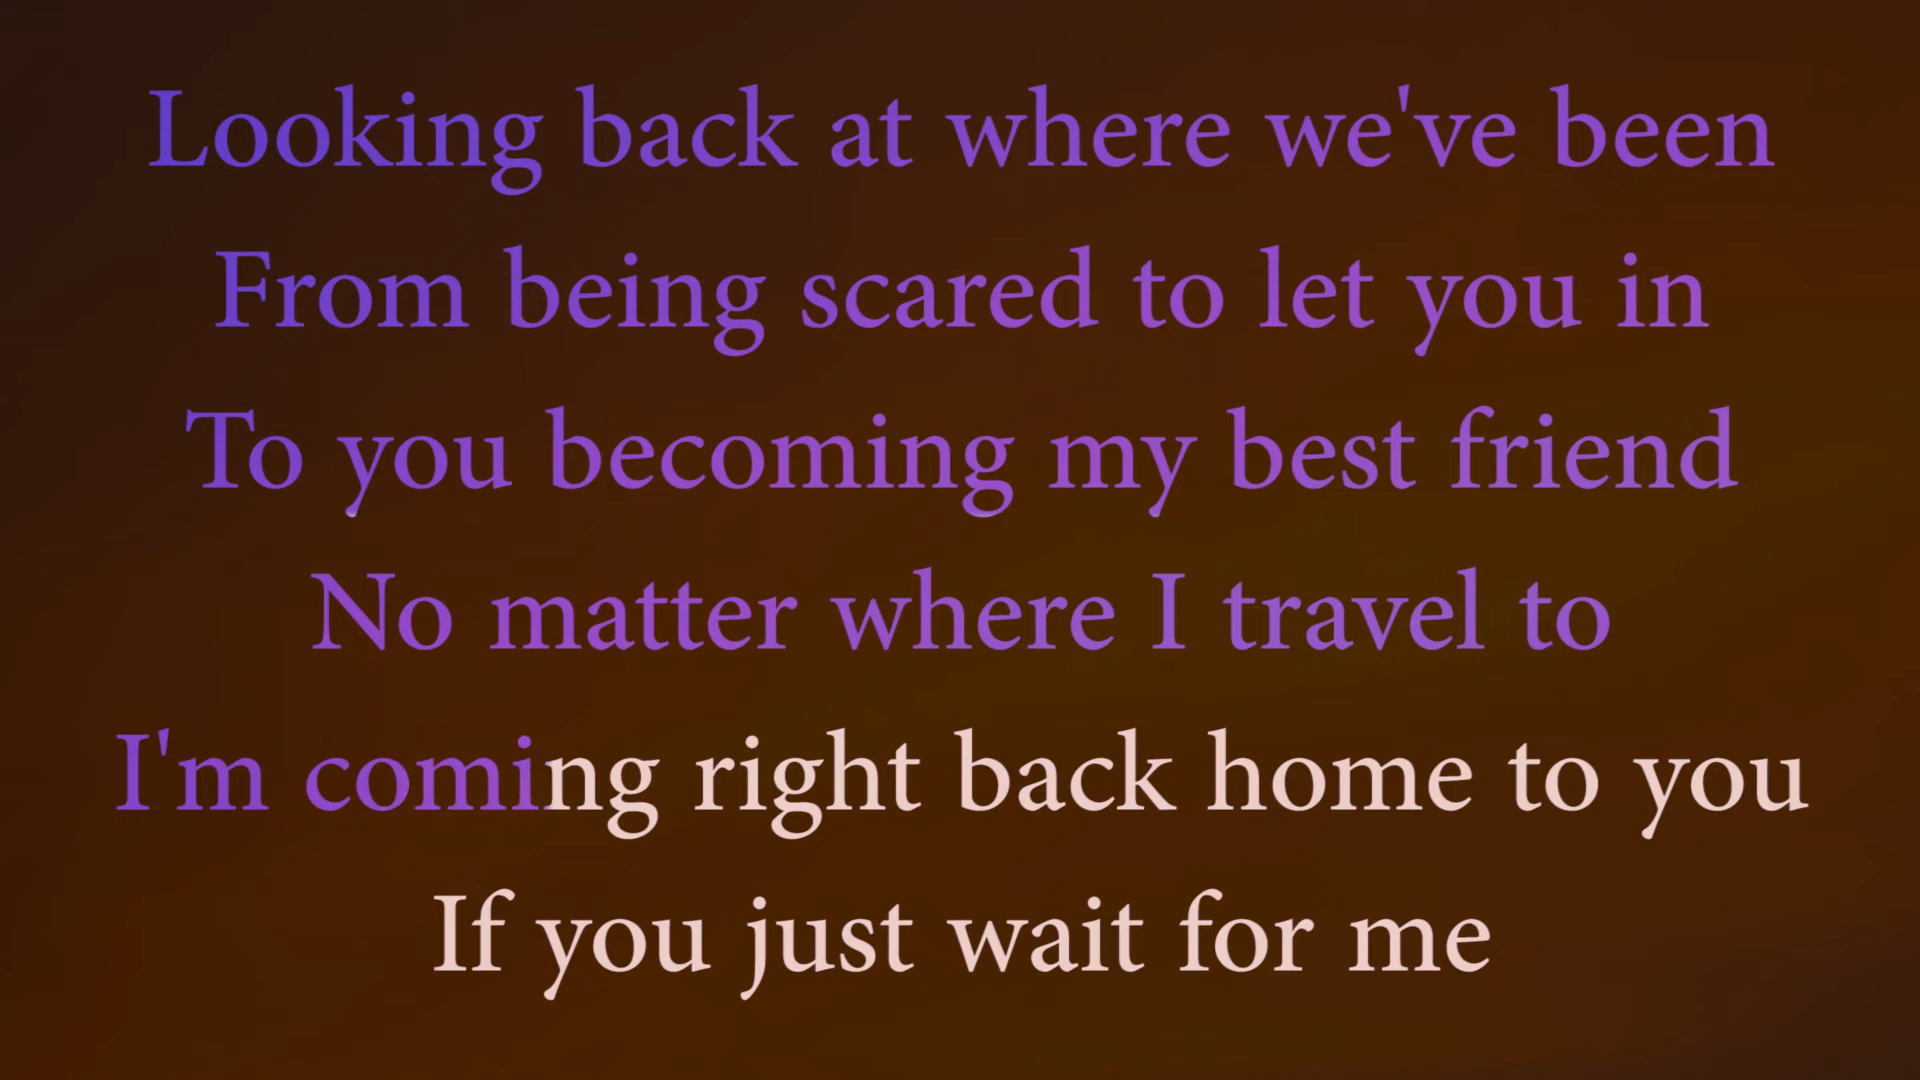 Looking back at where we've been
From being scared to let you in
To you becoming my best friend
No matter where I travel to
I'm coming right back home to you
If you just wait for me